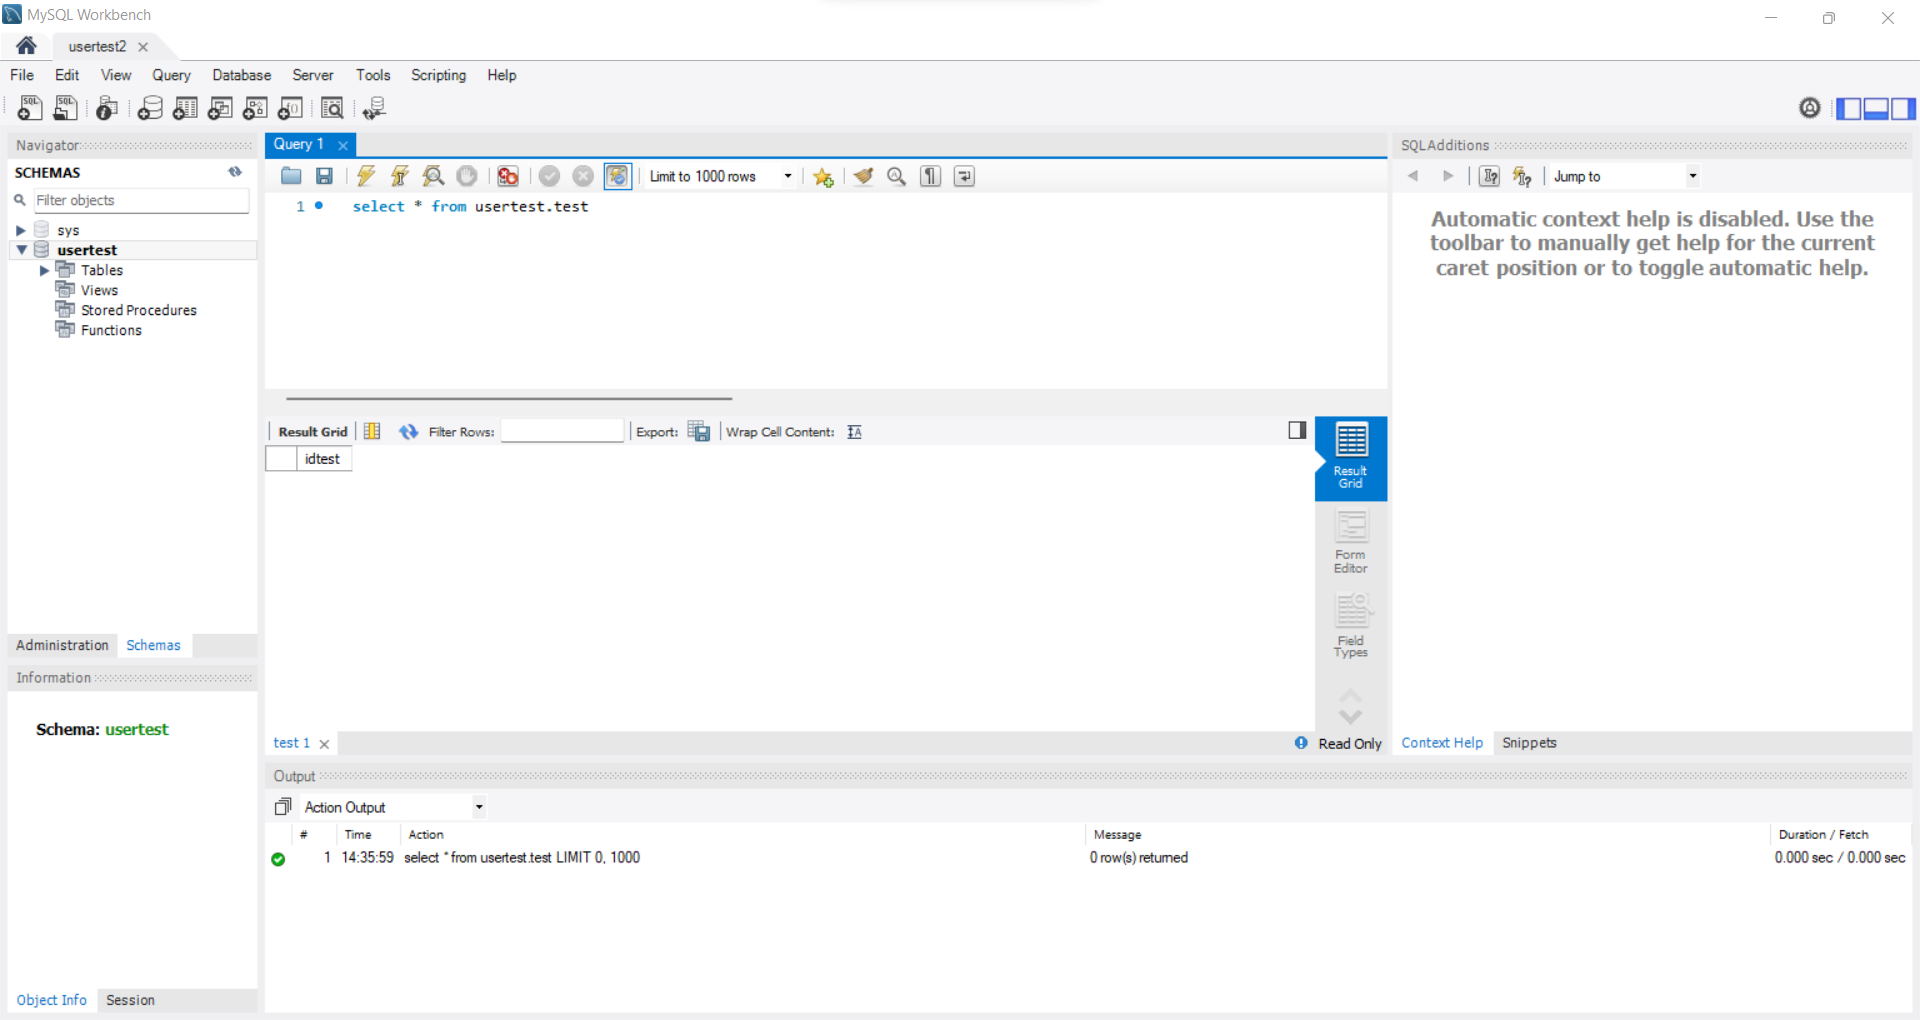 MySQL Workbench
usertest2
File Edit View Query Database Server Tools Scripting Help
Navigator
SCHEMAS
Filter objects
sys
usertest
Tables
Views
Stored Procedures
Functions
Administration Schemas
Information
Schema: usertest
Object Info Session
Query 1
Limit to 1000 rows
1 select * from usertest.test
Result Grid Filter Rows: Export: Wrap Cell Content:
idtest
Result
Grid
Form
Editor
Field
Types
test 1
Read Only
SQLAdditions
Jump to
Automatic context help is disabled. Use the
toolbar to manually get help for the current
caret position or to toggle automatic help.
Context Help Snippets
Output
Action Output
# Time Action Message Duration / Fetch
1 14:35:59 select * from usertest.test LIMIT 0, 1000 0 row(s) returned 0.000 sec / 0.000 sec